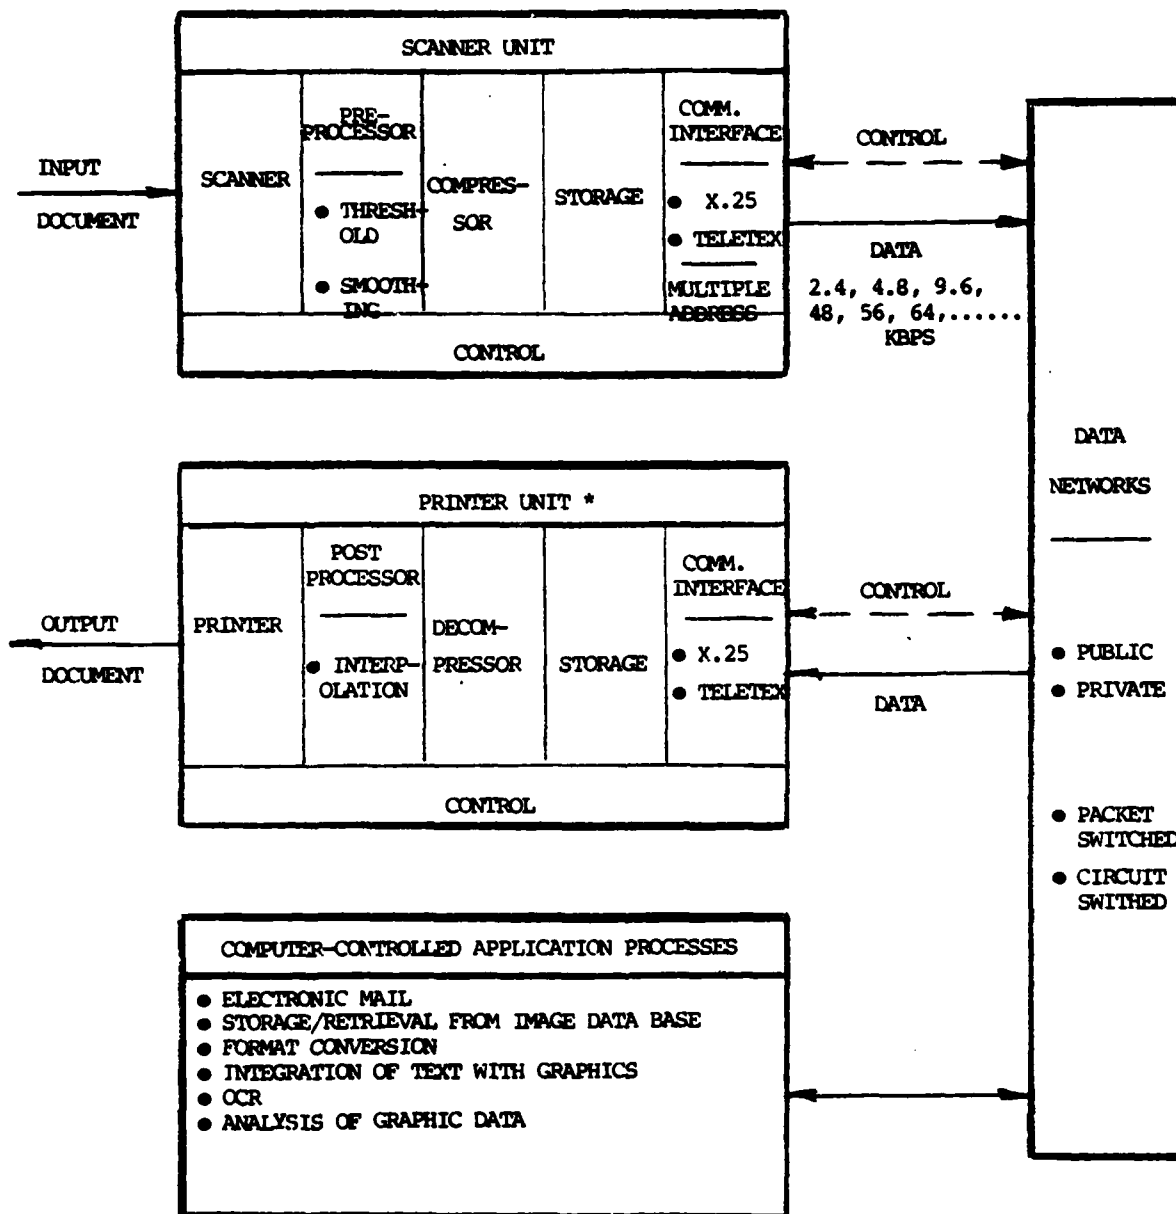 SCANNER UNIT
INPUT
DOCUMENT
SCANNER
PRE-
PROCESSOR
● THRESH-
OLD
● SMOOTH-
ING
COMPRES-
SOR
STORAGE
COMM.
INTERFACE
● X.25
● TELETEX
MULTIPLE
ADDRESS
CONTROL
CONTROL
DATA
2.4, 4.8, 9.6,
48, 56, 64,......
KBPS
PRINTER UNIT *
OUTPUT
DOCUMENT
PRINTER
POST
PROCESSOR
● INTERP-
OLATION
DECOM-
PRESSOR
STORAGE
COMM.
INTERFACE
● X.25
● TELETEX
CONTROL
CONTROL
DATA
DATA
NETWORKS
● PUBLIC
● PRIVATE
● PACKET
SWITCHED
● CIRCUIT
SWITHED
COMPUTER-CONTROLLED APPLICATION PROCESSES
● ELECTRONIC MAIL
● STORAGE/RETRIEVAL FROM IMAGE DATA BASE
● FORMAT CONVERSION
● INTEGRATION OF TEXT WITH GRAPHICS
● OCR
● ANALYSIS OF GRAPHIC DATA